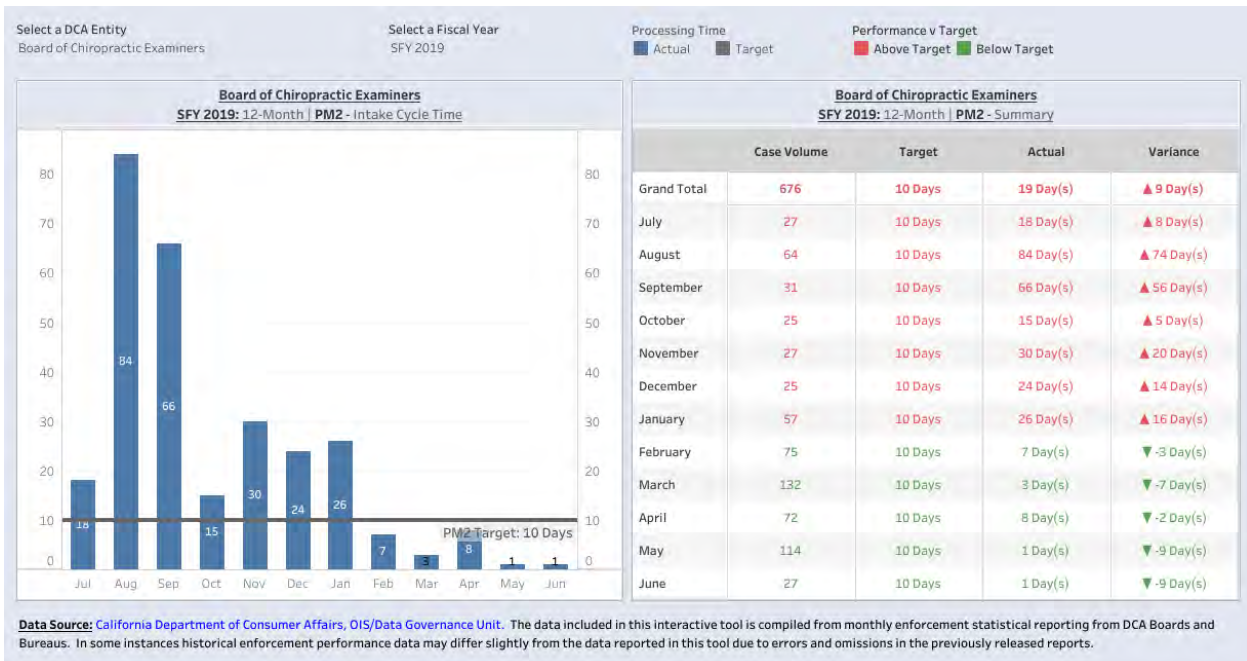 Select a DCA Entity
Board of Chiropractic Examiners
Select a Fiscal Year
SFY 2019
Processing Time
Actual Target
Performance v Target
Above Target Below Target
Board of Chiropractic Examiners
SFY 2019: 12-Month | PM2 - Intake Cycle Time
80 80
70 70
60 60
50 50
40 40
30 30
20 20
10 10
0 0
18 84 66 15 30 24 26 7 3 8 1 1
PM2 Target: 10 Days
Jul Aug Sep Oct Nov Dec Jan Feb Mar Apr May Jun
Board of Chiropractic Examiners
SFY 2019: 12-Month | PM2 - Summary
Case Volume Target Actual Variance
Grand Total 676 10 Days 19 Day(s) ▲ 9 Day(s)
July 27 10 Days 18 Day(s) ▲ 8 Day(s)
August 64 10 Days 84 Day(s) ▲ 74 Day(s)
September 31 10 Days 66 Day(s) ▲ 56 Day(s)
October 25 10 Days 15 Day(s) ▲ 5 Day(s)
November 27 10 Days 30 Day(s) ▲ 20 Day(s)
December 25 10 Days 24 Day(s) ▲ 14 Day(s)
January 57 10 Days 26 Day(s) ▲ 16 Day(s)
February 75 10 Days 7 Day(s) ▼ -3 Day(s)
March 132 10 Days 3 Day(s) ▼ -7 Day(s)
April 72 10 Days 8 Day(s) ▼ -2 Day(s)
May 114 10 Days 1 Day(s) ▼ -9 Day(s)
June 27 10 Days 1 Day(s) ▼ -9 Day(s)
Data Source: California Department of Consumer Affairs, OIS/Data Governance Unit. The data included in this interactive tool is compiled from monthly enforcement statistical reporting from DCA Boards and
Bureaus. In some instances historical enforcement performance data may differ slightly from the data reported in this tool due to errors and omissions in the previously released reports.